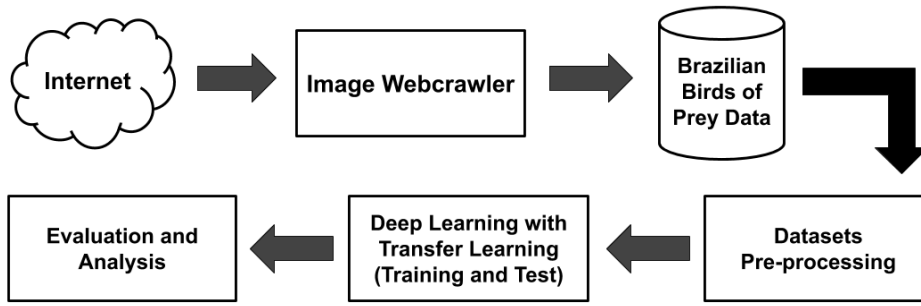 Internet
Image Webcrawler
Brazilian
Birds of
Prey Data
Evaluation and
Analysis
Deep Learning with
Transfer Learning
(Training and Test)
Datasets
Pre-processing